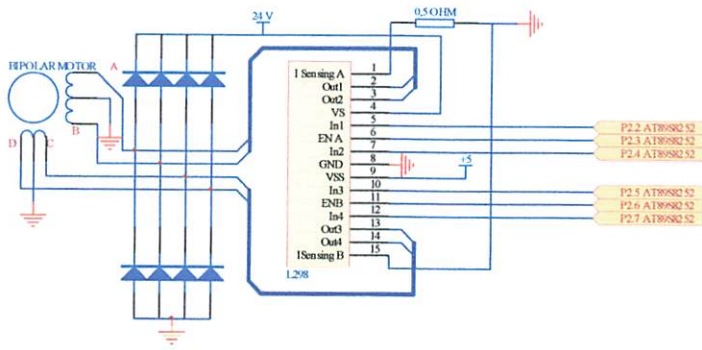 24 V
0,5 OHM
BIPOLAR MOTOR
A
B
D
C
I Sensing A 1
Out1 2
Out2 3
VS 4
In1 5
EN A 6
In2 7
GND 8
VSS 9
In3 10
ENB 11
In4 12
Out3 13
Out4 14
ISensing B 15
L298
+5
P2.2 AT89S8252
P2.3 AT89S8252
P2.4 AT89S8252
P2.5 AT89S8252
P2.6 AT89S8252
P2.7 AT89S8252